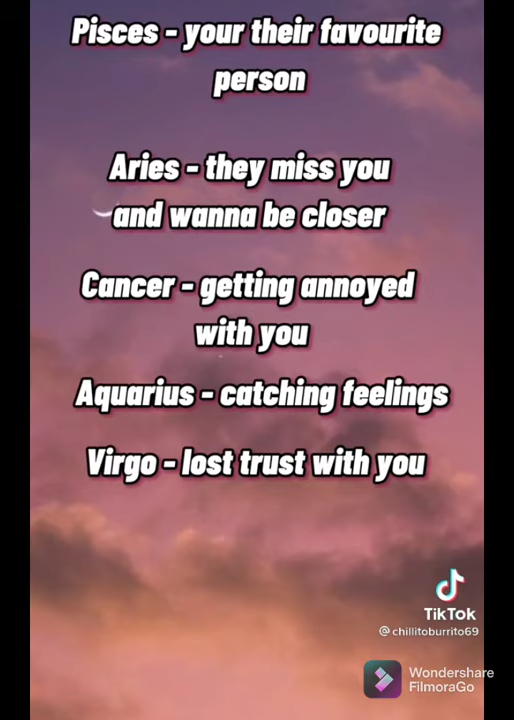 Pisces - your their favourite
person
Aries - they miss you
and wanna be closer
Cancer - getting annoyed
with you
Aquarius - catching feelings
Virgo - lost trust with you
TikTok
@chillitoburrito69
Wondershare
FilmoraGo